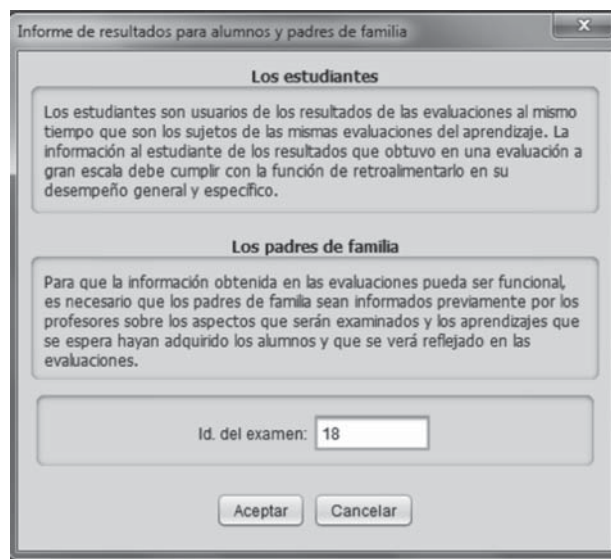 Informe de resultados para alumnos y padres de familia
Los estudiantes
Los estudiantes son usuarios de los resultados de las evaluaciones al mismo
tiempo que son los sujetos de las mismas evaluaciones del aprendizaje. La
información al estudiante de los resultados que obtuvo en una evaluación a
gran escala debe cumplir con la función de retroalimentarlo en su
desempeño general y específico.
Los padres de familia
Para que la información obtenida en las evaluaciones pueda ser funcional,
es necesario que los padres de familia sean informados previamente por los
profesores sobre los aspectos que serán examinados y los aprendizajes que
se espera hayan adquirido los alumnos y que se verá reflejado en las
evaluaciones.
Id. del examen: 18
Aceptar Cancelar